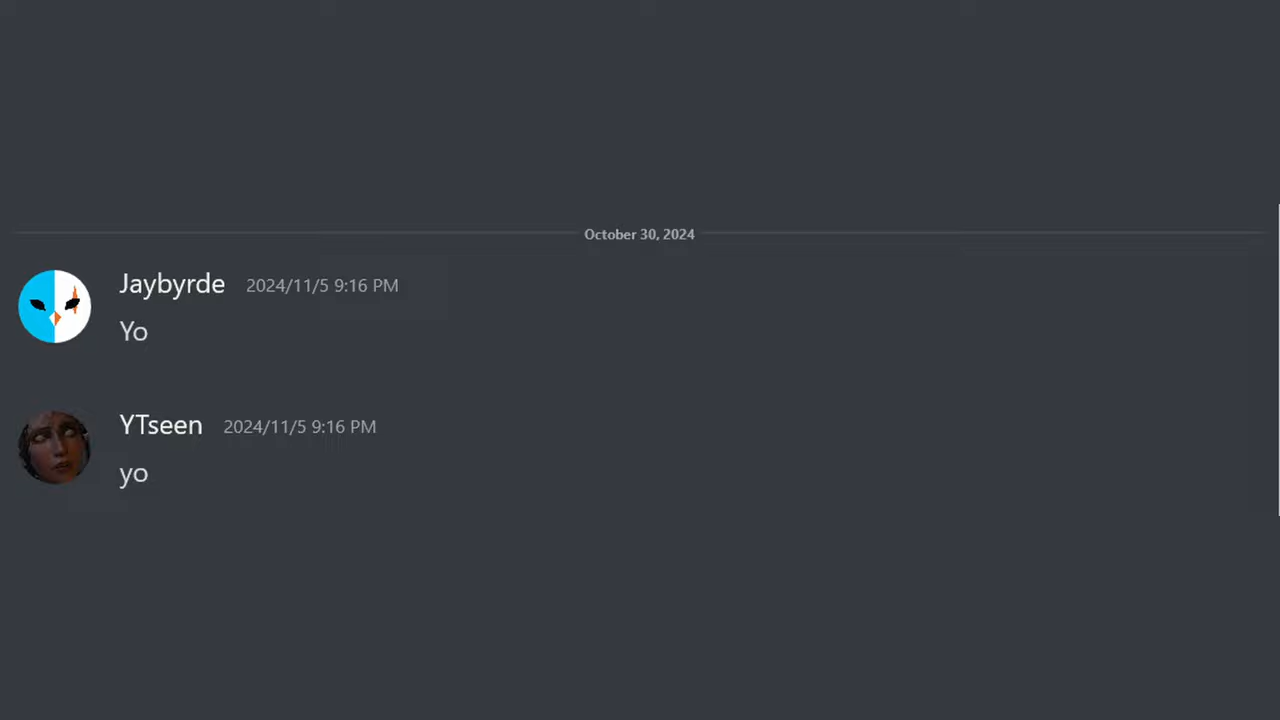 October 30, 2024
Jaybyrde 2024/11/5 9:16 PM
Yo
YTseen 2024/11/5 9:16 PM
yo